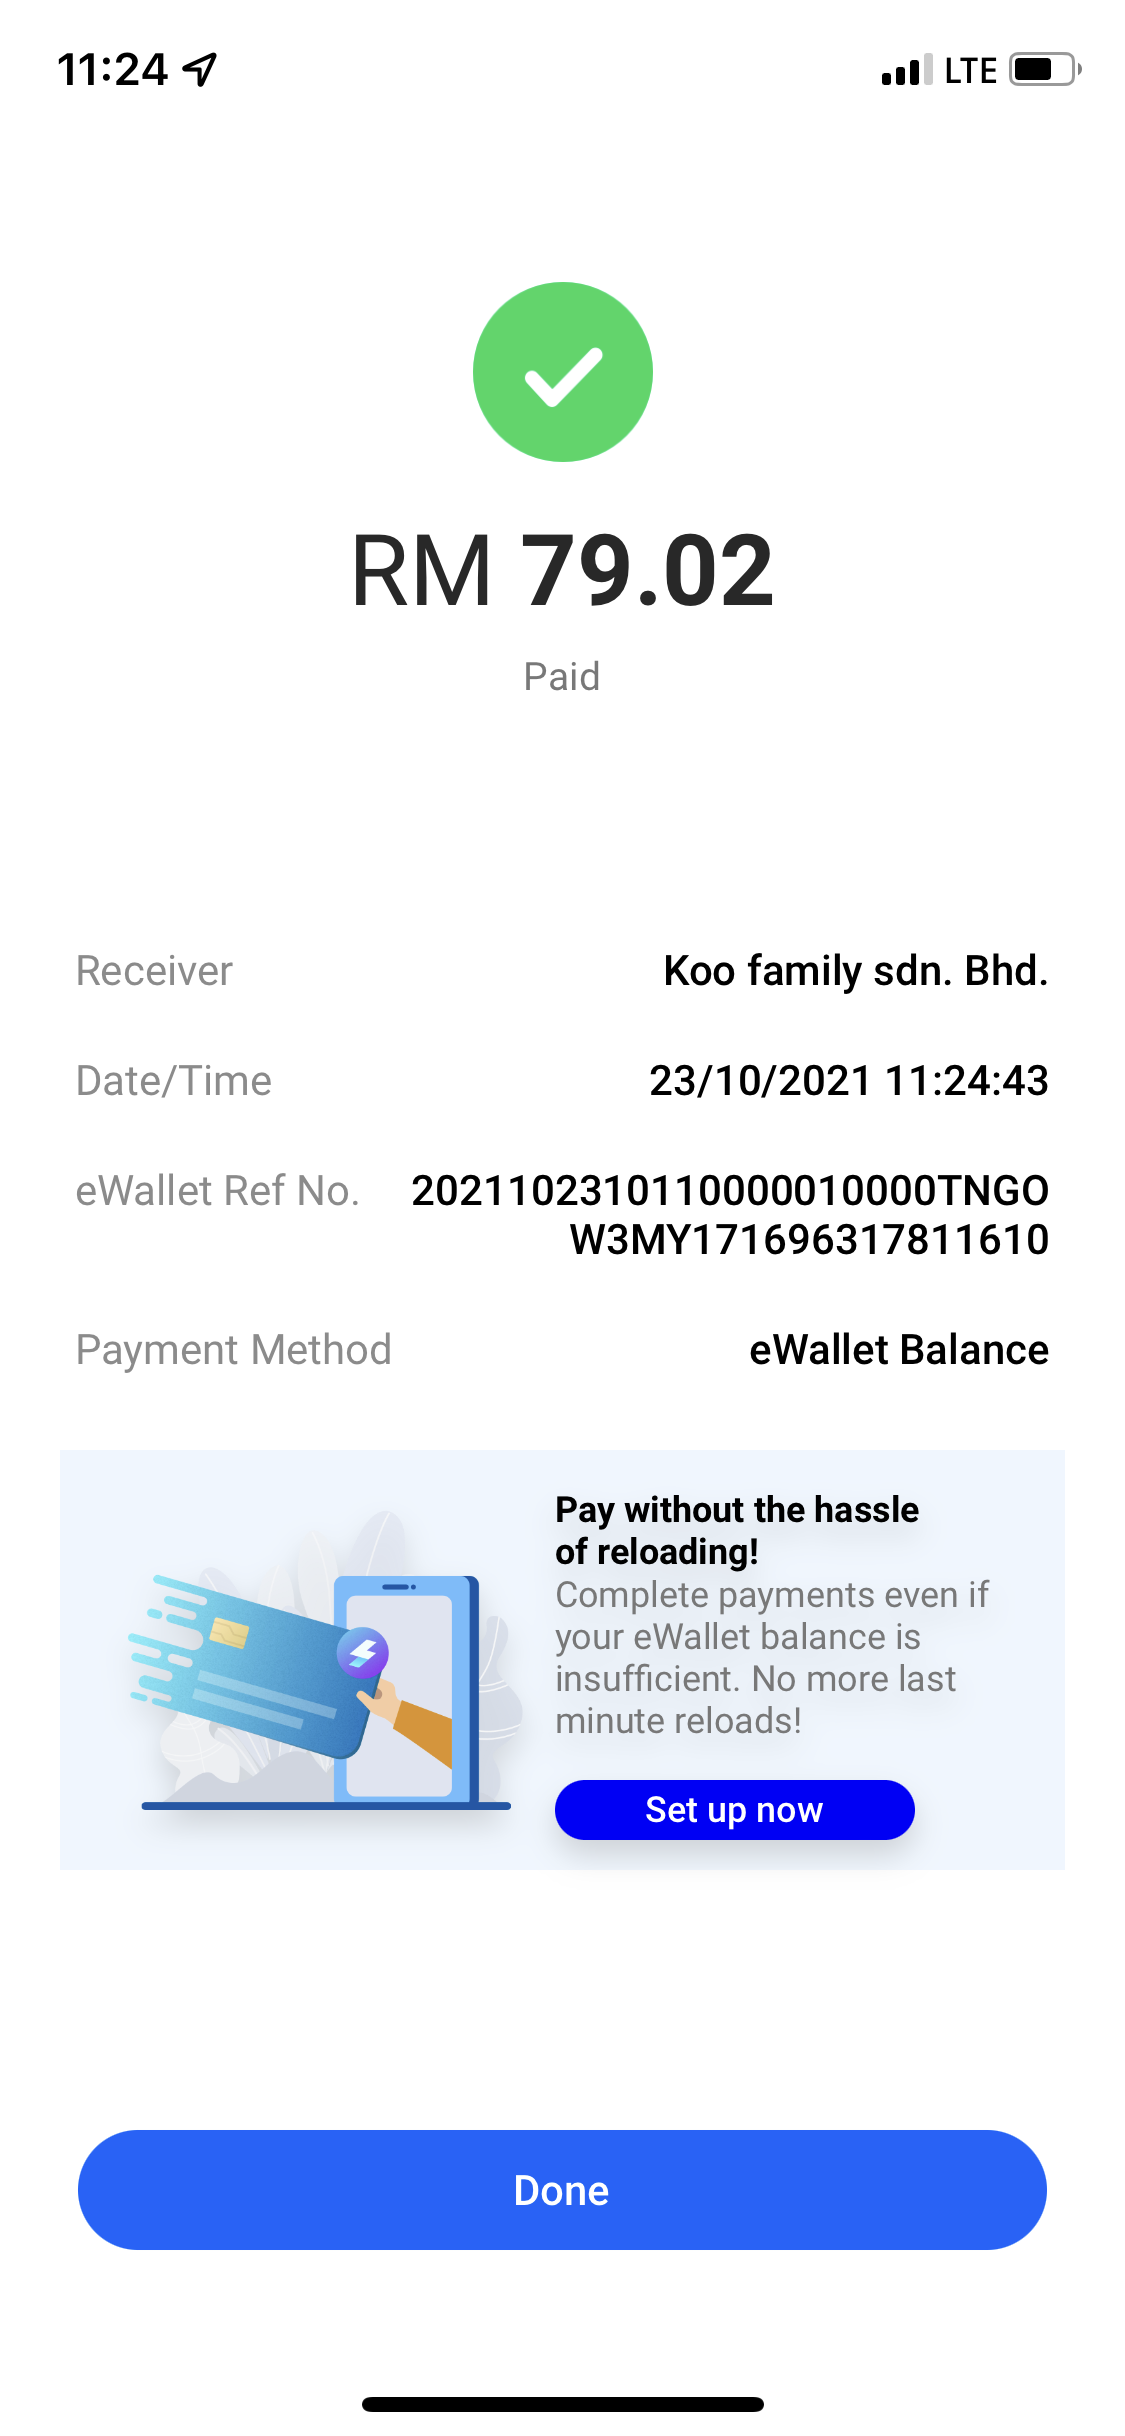 11:24
LTE
RM 79.02
Paid
Receiver
Koo family sdn. Bhd.
Date/Time
23/10/2021 11:24:43
eWallet Ref No.
20211023101110000010000TNGO
W3MY171696317811610
Payment Method
eWallet Balance
Pay without the hassle
of reloading!
Complete payments even if
your eWallet balance is
insufficient. No more last
minute reloads!
Set up now
Done